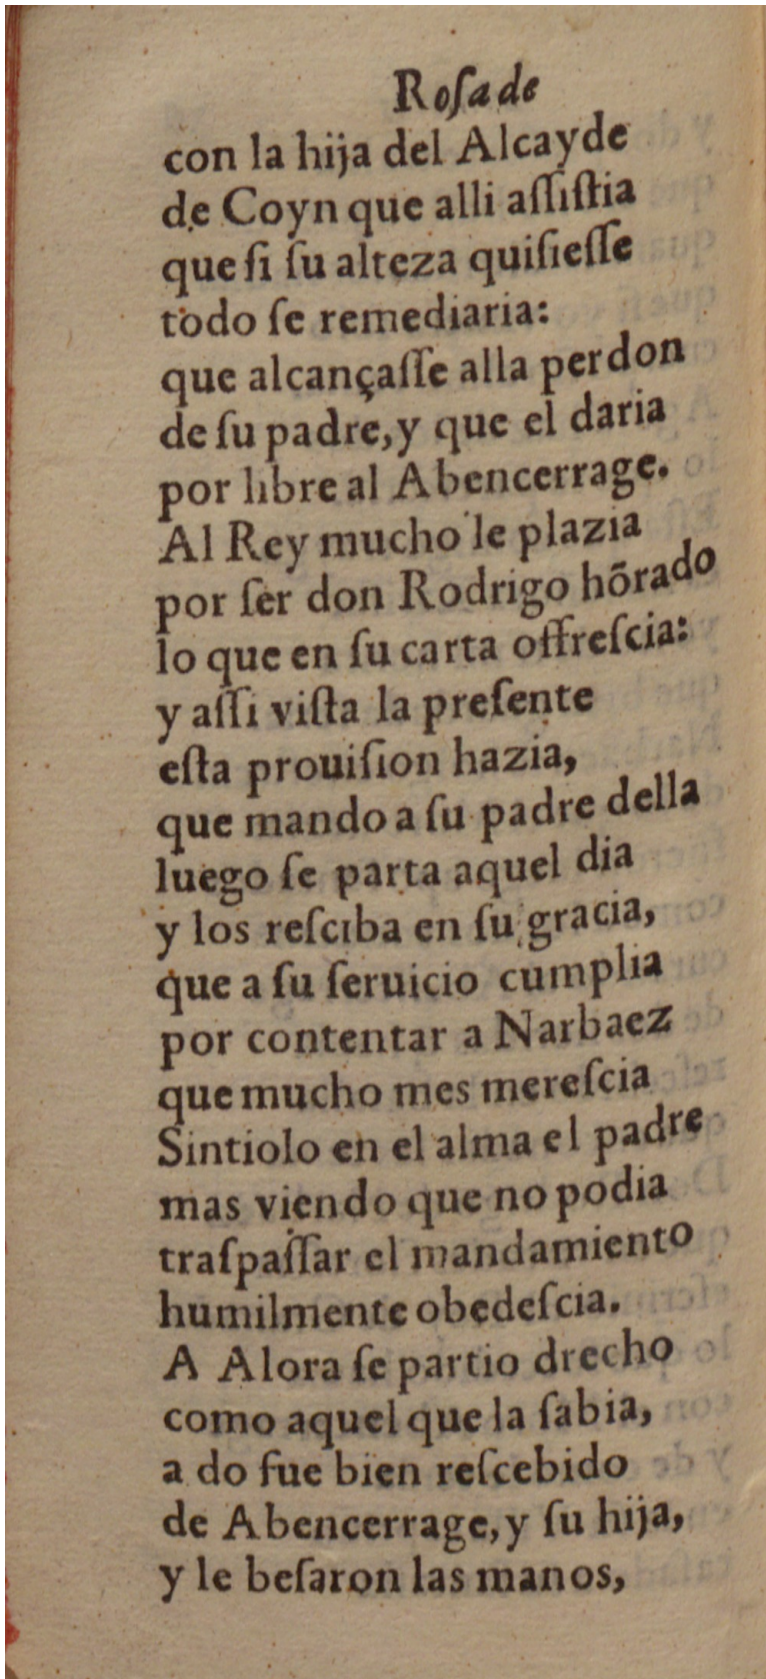 Roſa de
con la hija del Alcayde
de Coyn que alli aſſiſtia
que ſi ſu alteza quiſieſſe
todo ſe remediaria:
que alcançaſſe alla perdon
de ſu padre, y que el daria
por libre al Abencerrage.
Al Rey mucho le plazia
por ſer don Rodrigo hõrado
lo que en ſu carta offreſcia:
y aſſi viſta la preſente
eſta prouiſion hazia,
que mando a ſu padre della
luego ſe parta aquel dia
y los reſciba en ſu gracia,
que a ſu ſeruicio cumplia
por contentar a Narbaez
que mucho mes mereſcia
Sintiolo en el alma el padre
mas viendo que no podia
traſpaſſar el mandamiento
humilmente obedeſcia.
A Alora ſe partio drecho
como aquel que la ſabia,
a do fue bien reſcebido
de Abencerrage, y ſu hija,
y le beſaron las manos,